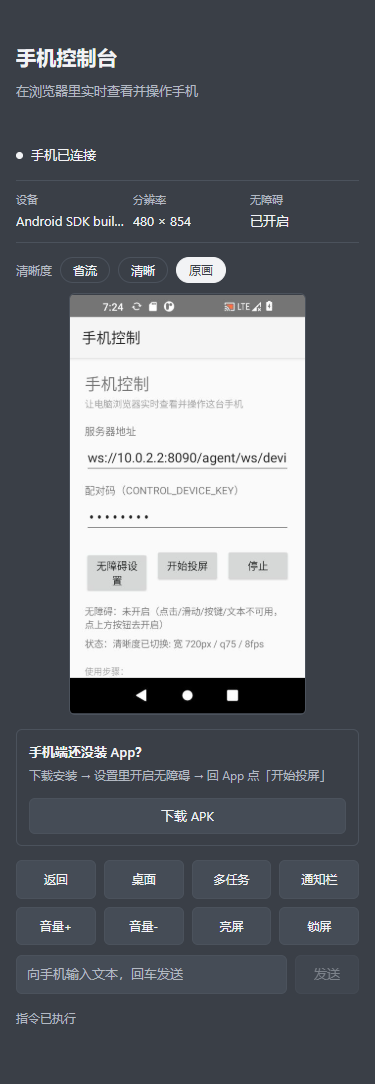 手机控制台
在浏览器里实时查看并操作手机
手机已连接
设备 分辨率 无障碍
Android SDK buil... 480 × 854 已开启
清晰度 省流 清晰 原画
7:24 LTE
手机控制
手机控制
让电脑浏览器实时查看并操作这台手机
服务器地址
ws://10.0.2.2:8090/agent/ws/devi
配对码（CONTROL_DEVICE_KEY）
••••••••
无障碍设置 开始投屏 停止
无障碍：未开启（点击/滑动/按键/文本不可用，
点上方按钮去开启）
状态：清晰度已切换: 宽 720px / q75 / 8fps
使用步骤：
手机端还没装 App?
下载安装 → 设置里开启无障碍 → 回 App 点「开始投屏」
下载 APK
返回 桌面 多任务 通知栏
音量+ 音量- 亮屏 锁屏
向手机输入文本，回车发送 发送
指令已执行